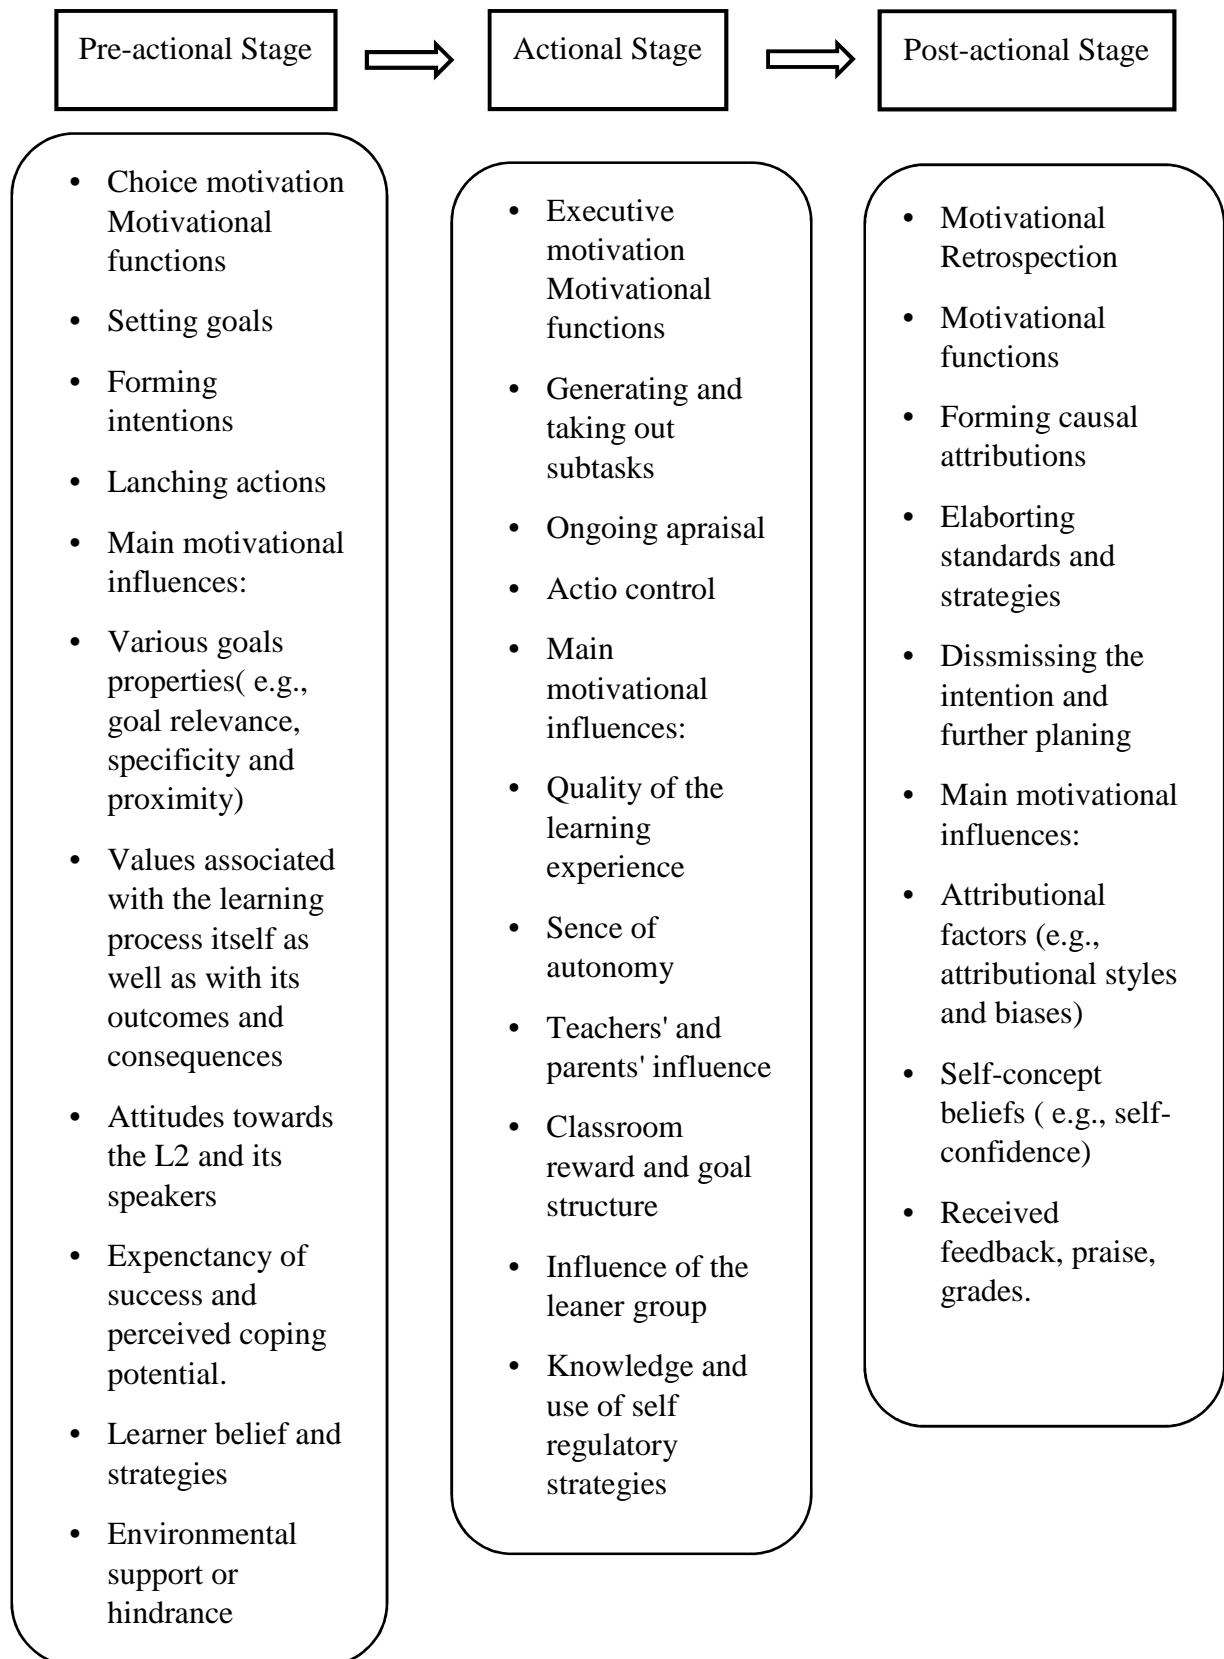 Pre-actional Stage
Actional Stage
Post-actional Stage
• Choice motivation
Motivational
functions
• Setting goals
• Forming
intentions
• Lanching actions
• Main motivational
influences:
• Various goals
properties( e.g.,
goal relevance,
specificity and
proximity)
• Values associated
with the learning
process itself as
well as with its
outcomes and
consequences
• Attitudes towards
the L2 and its
speakers
• Expenctancy of
success and
perceived coping
potential.
• Learner belief and
strategies
• Environmental
support or
hindrance
• Executive
motivation
Motivational
functions
• Generating and
taking out
subtasks
• Ongoing apraisal
• Actio control
• Main
motivational
influences:
• Quality of the
learning
experience
• Sence of
autonomy
• Teachers' and
parents' influence
• Classroom
reward and goal
structure
• Influence of the
leaner group
• Knowledge and
use of self
regulatory
strategies
• Motivational
Retrospection
• Motivational
functions
• Forming causal
attributions
• Elaborting
standards and
strategies
• Dissmissing the
intention and
further planing
• Main motivational
influences:
• Attributional
factors (e.g.,
attributional styles
and biases)
• Self-concept
beliefs ( e.g., self-
confidence)
• Received
feedback, praise,
grades.